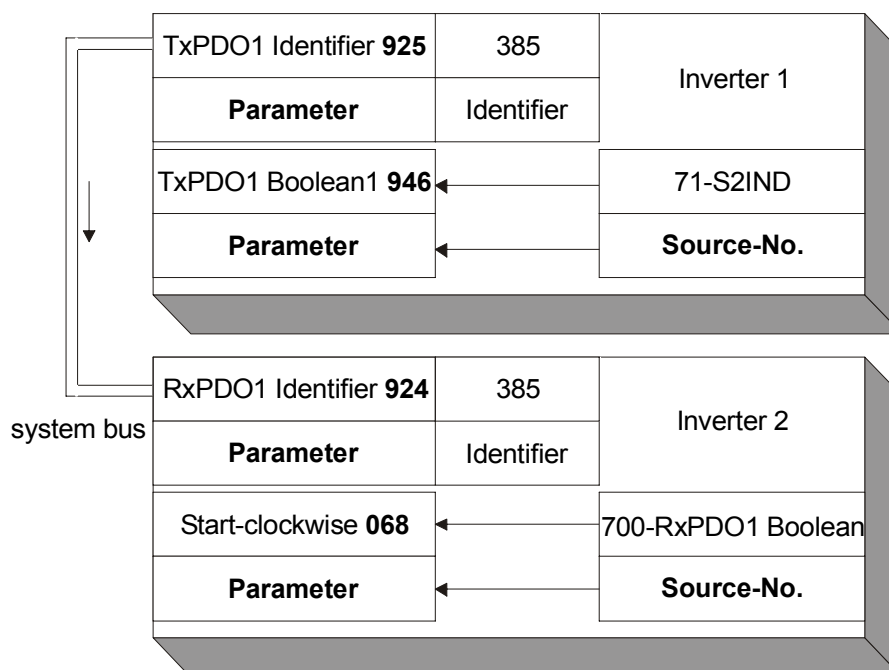 TxPDO1 Identifier 925
385
Inverter 1
Parameter
Identifier
TxPDO1 Boolean1 946
71-S2IND
Parameter
Source-No.
RxPDO1 Identifier 924
385
Inverter 2
system bus
Parameter
Identifier
Start-clockwise 068
700-RxPDO1 Boolean
Parameter
Source-No.